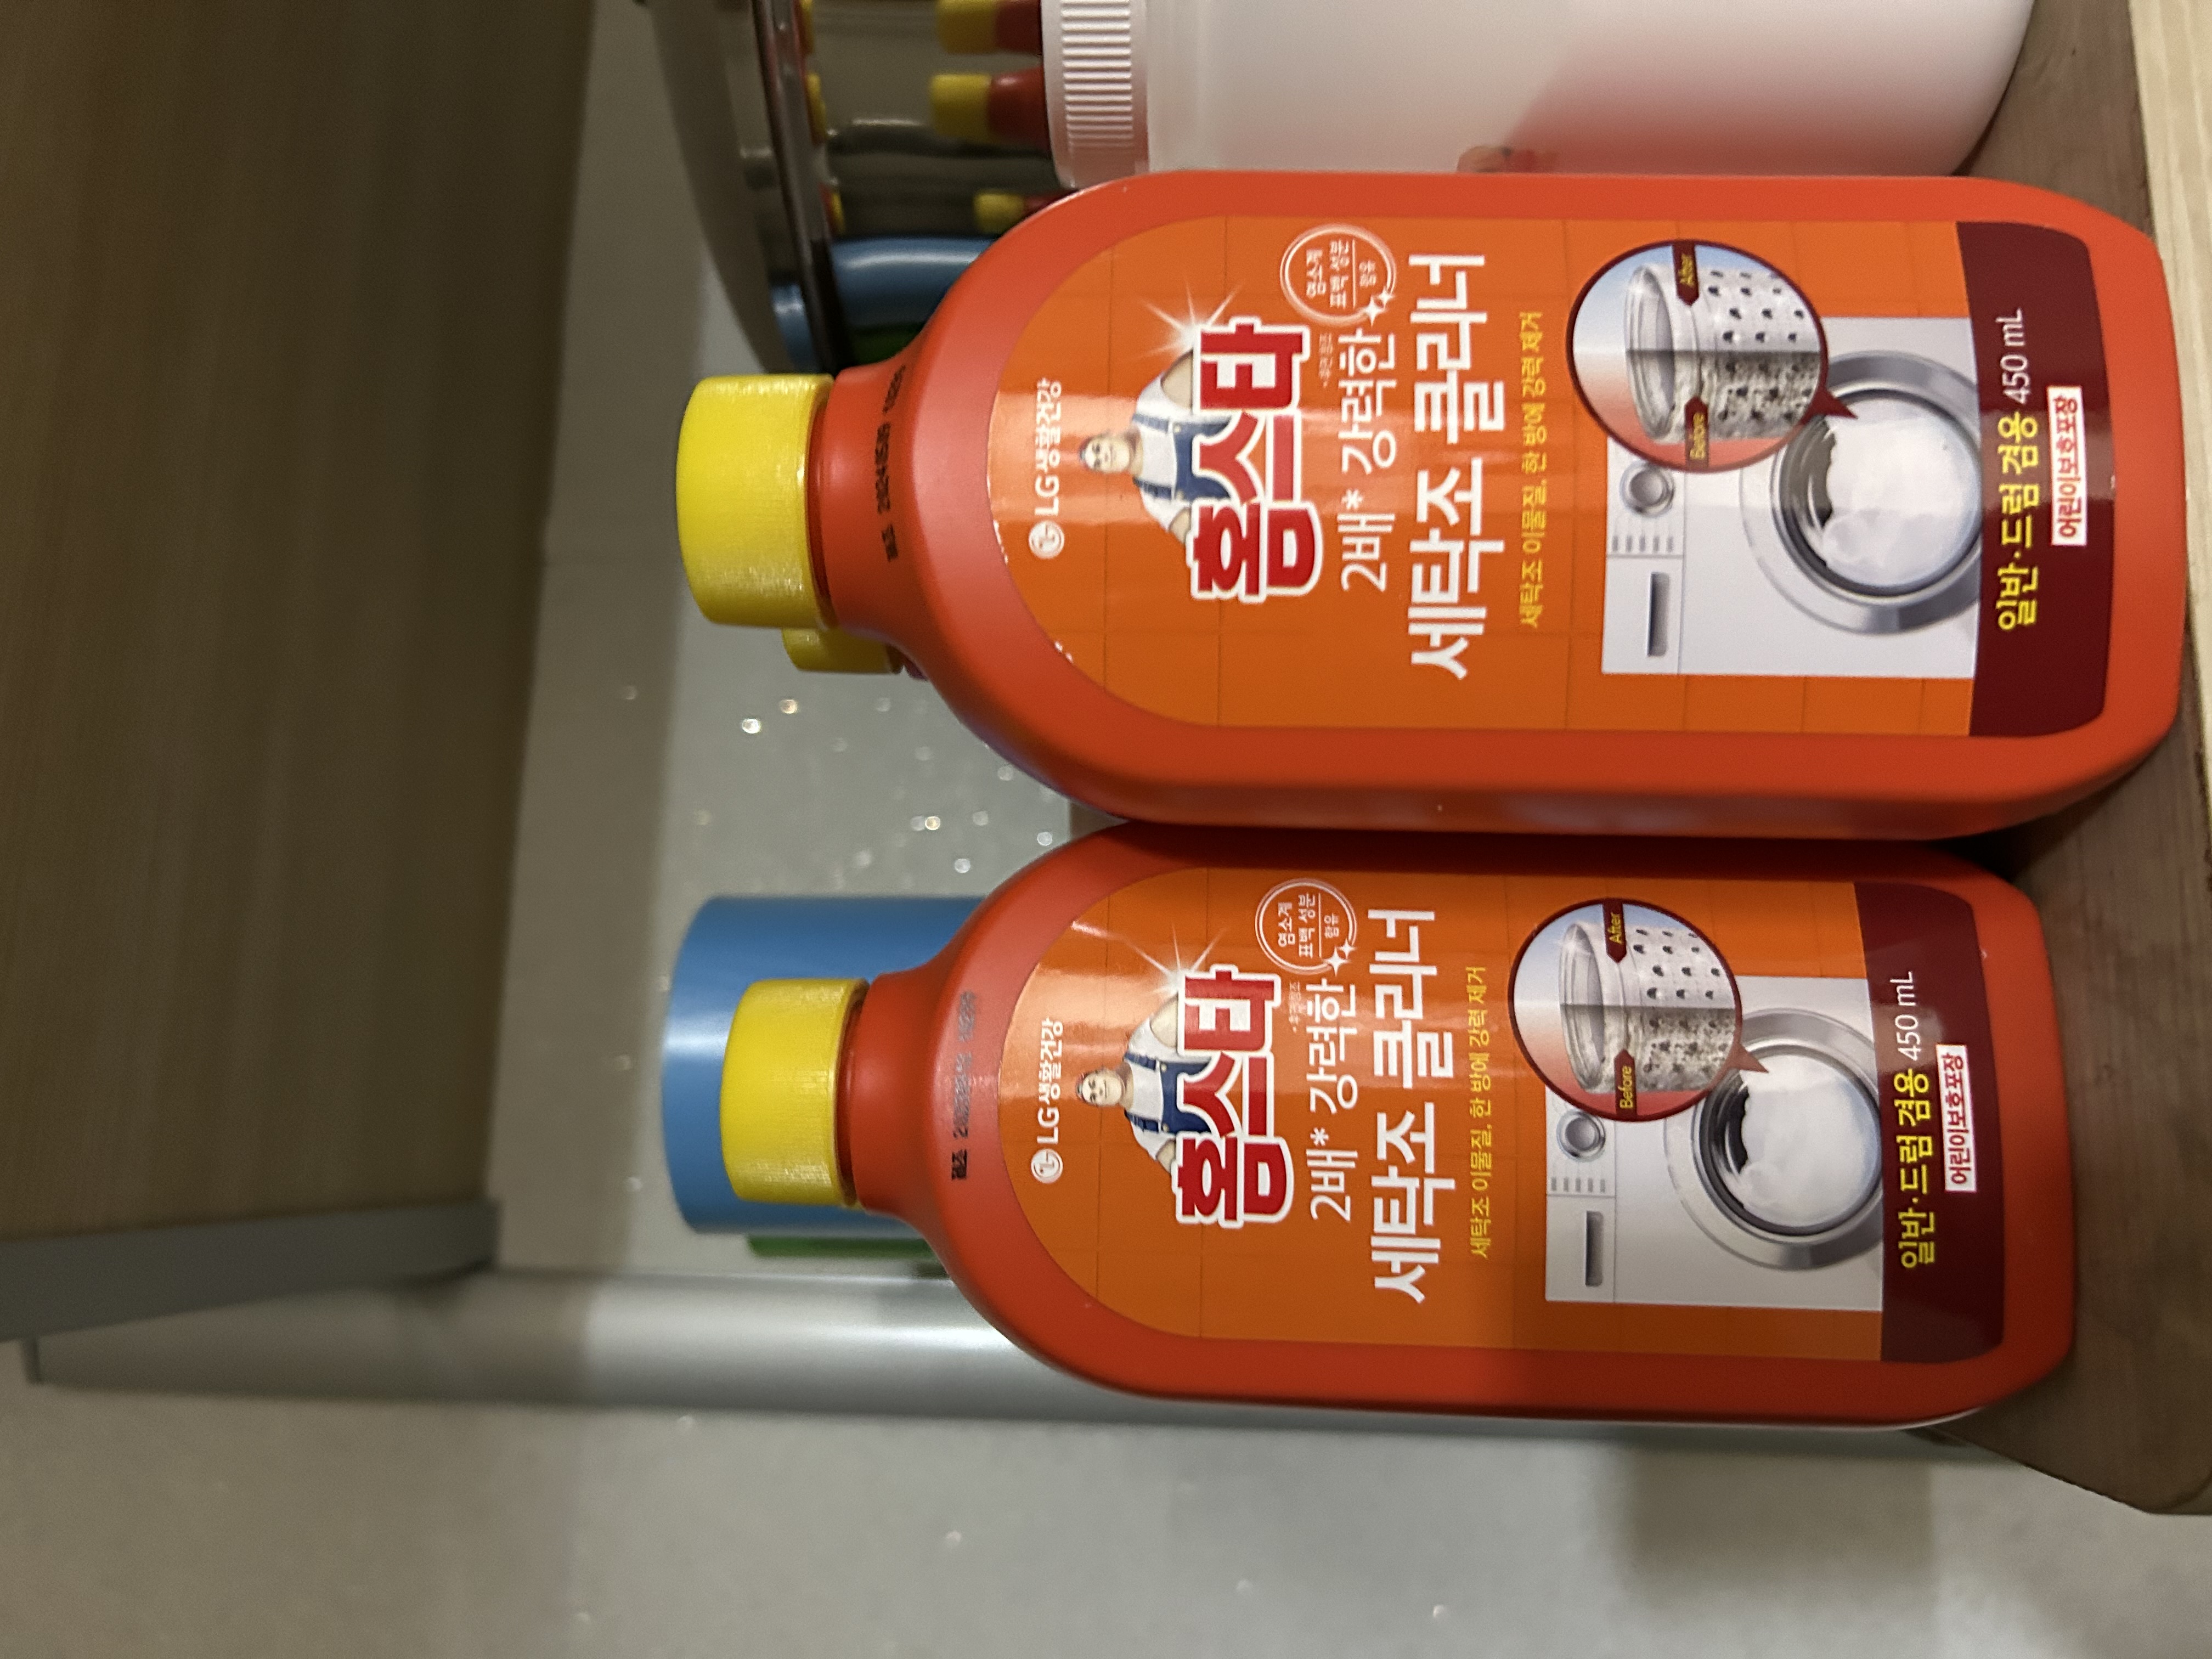 LG생활건강
홈스타
염소계
표백 성분
함유
2배* 강력한
세탁조 클리너
세탁조 이물질, 한 방에 강력 제거
Before
After
일반·드럼 겸용 450 mL
어린이보호포장
제조
LG생활건강
홈스타
염소계
표백 성분
함유
2배* 강력한
세탁조 클리너
세탁조 이물질, 한 방에 강력 제거
Before
After
일반·드럼 겸용 450 mL
어린이보호포장